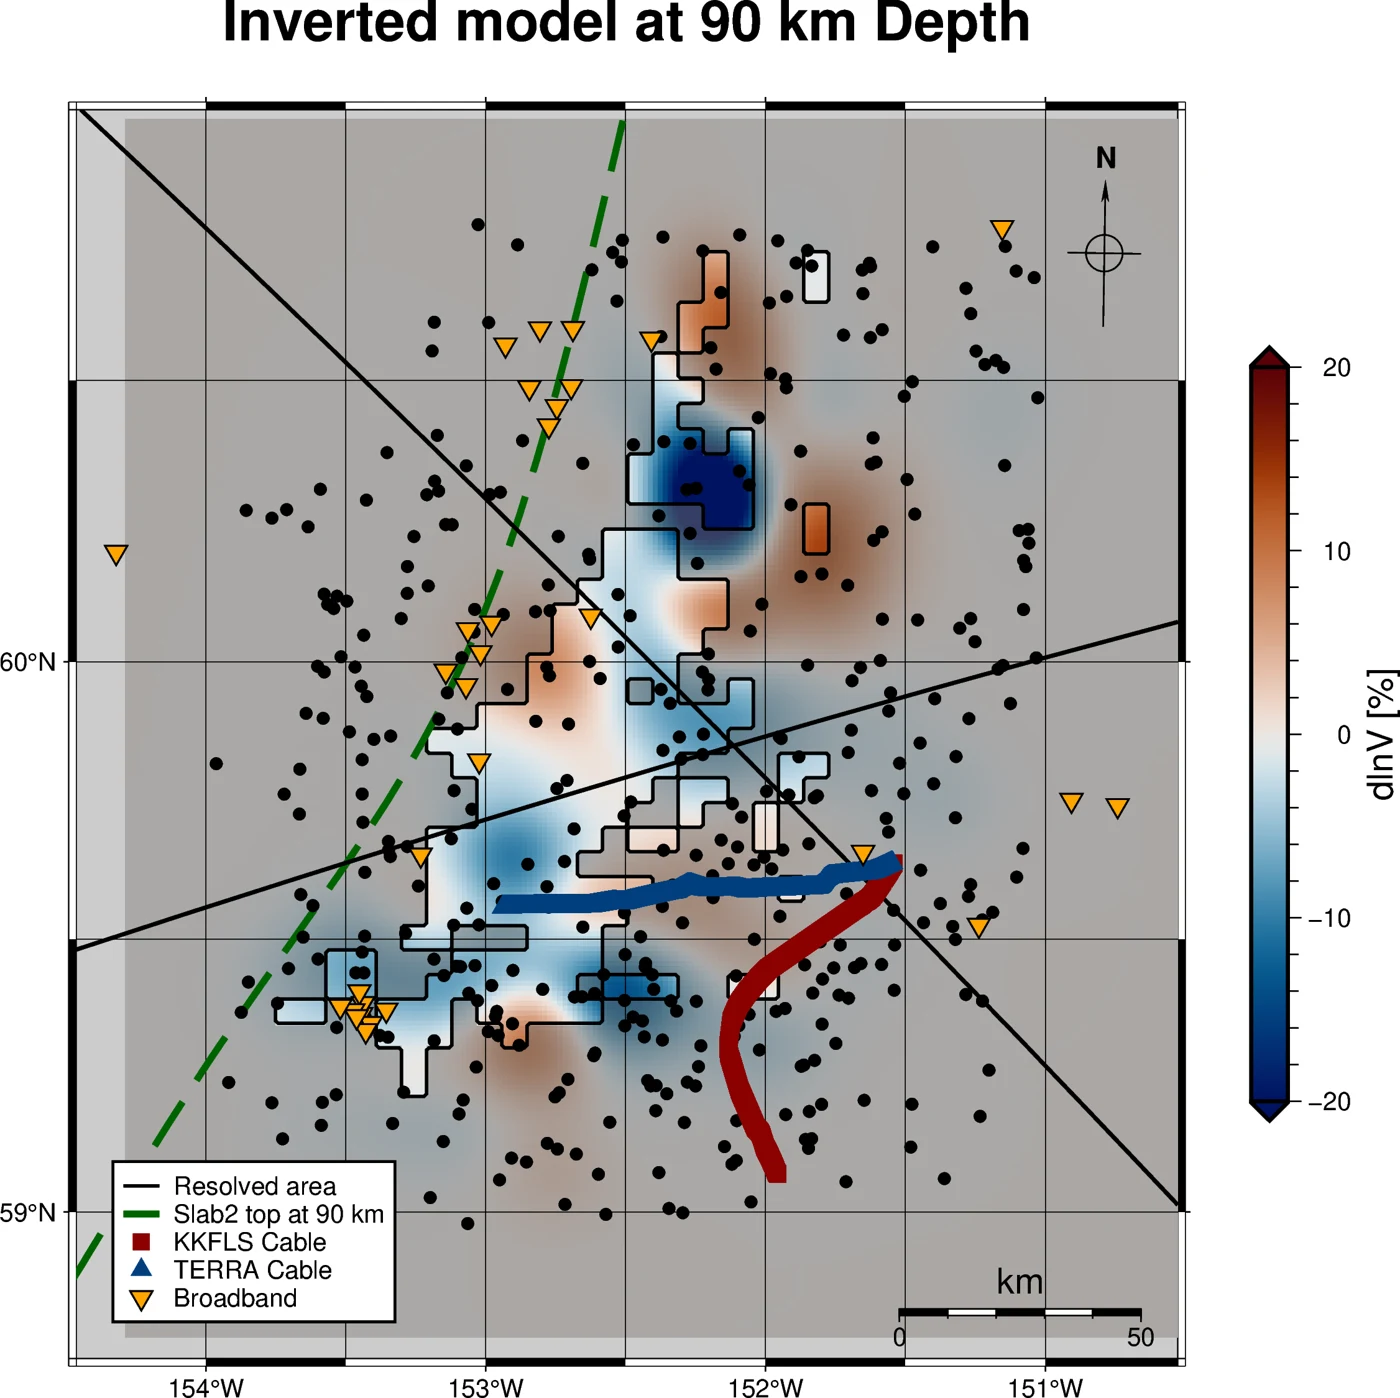 Inverted model at 90 km Depth
N
20
10
0
−10
−20
dlnV [%]
60°N
59°N
Resolved area
Slab2 top at 90 km
KKFLS Cable
TERRA Cable
Broadband
km
0 50
154°W 153°W 152°W 151°W